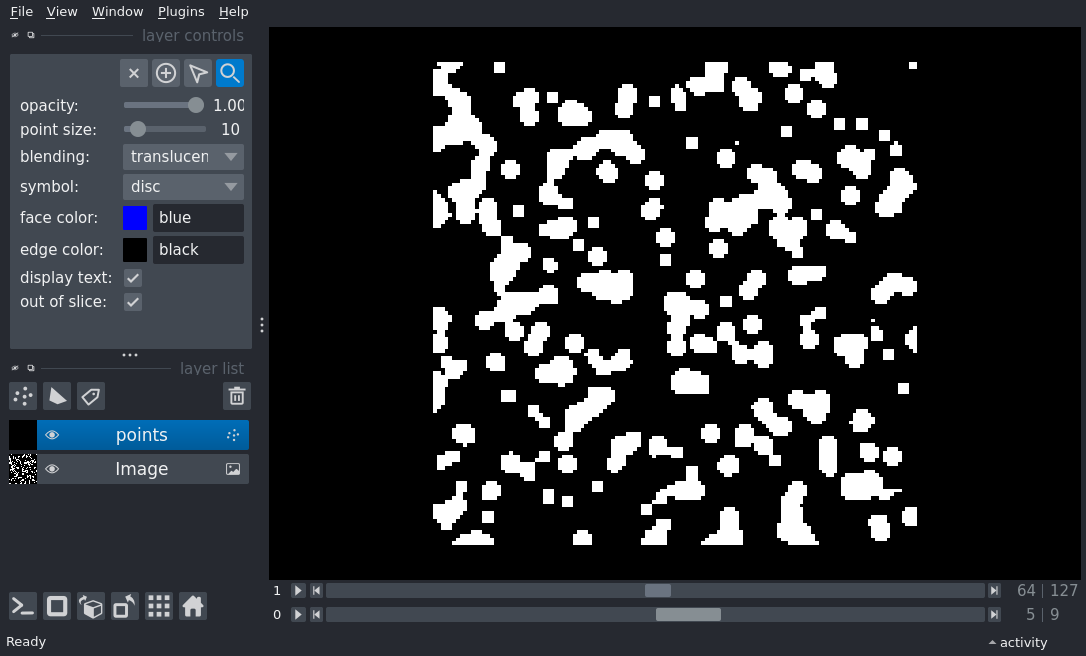 File View Window Plugins Help
layer controls
opacity: 1.00
point size: 10
blending: translucen
symbol: disc
face color: blue
edge color: black
display text:
out of slice:
layer list
points
Image
1 64 127
0 5 9
Ready activity